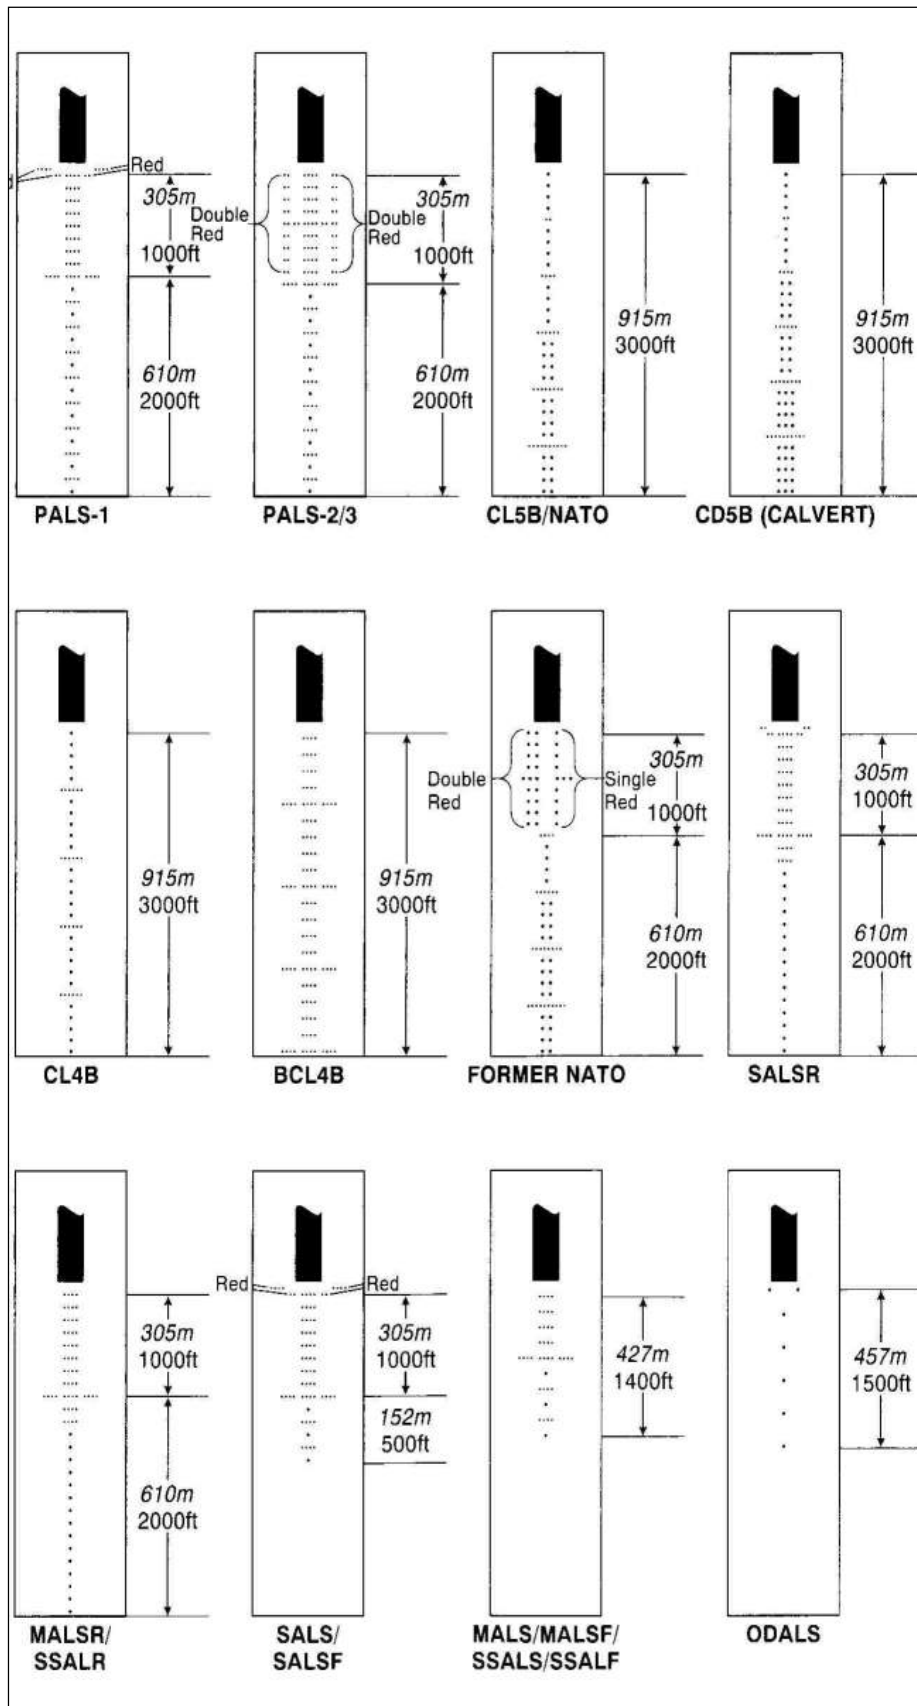 Red
305m
1000ft
610m
2000ft
PALS-1
Double
Red
Double
Red
305m
1000ft
610m
2000ft
PALS-2/3
915m
3000ft
CL5B/NATO
915m
3000ft
CD5B (CALVERT)
915m
3000ft
CL4B
915m
3000ft
BCL4B
Double
Red
Single
Red
305m
1000ft
610m
2000ft
FORMER NATO
305m
1000ft
610m
2000ft
SALSR
305m
1000ft
610m
2000ft
MALSR/
SSALR
Red
Red
305m
1000ft
152m
500ft
SALS/
SALSF
427m
1400ft
MALS/MALSF/
SSALS/SSALF
457m
1500ft
ODALS